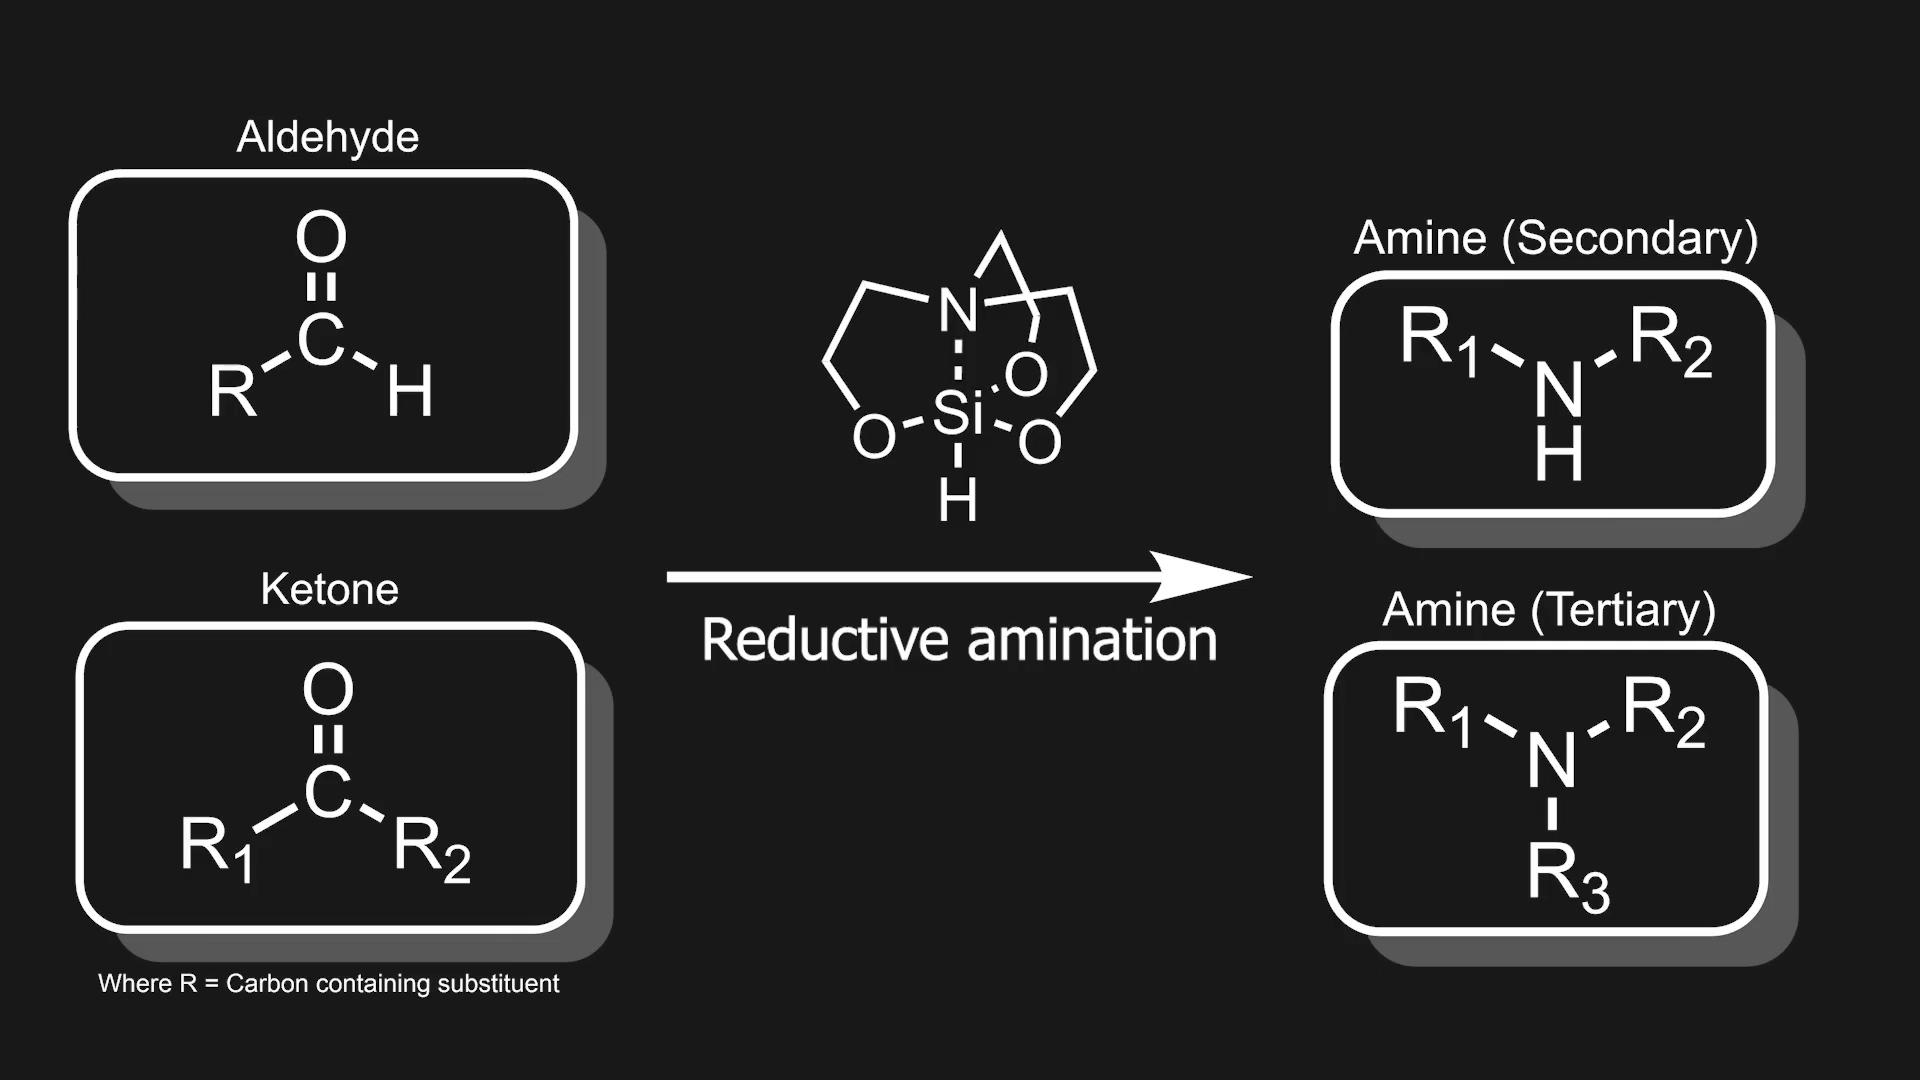 Aldehyde
O
C
R H
Ketone
O
C
R1 R2
Where R = Carbon containing substituent
N
O
Si
O O
H
Reductive amination
Amine (Secondary)
R1 R2
N
H
Amine (Tertiary)
R1 R2
N
R3